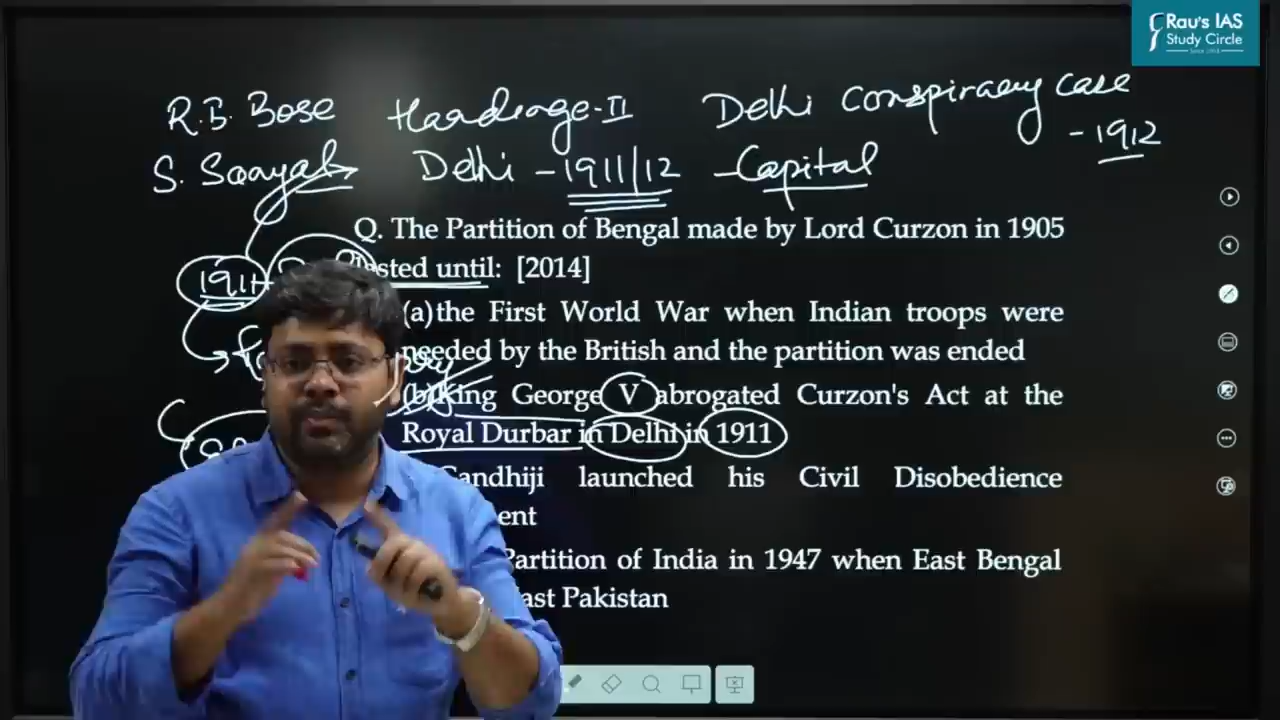 Rau's IAS
Study Circle
R.B. Bose Hardinge-II Delhi Conspiracy Case
- 1912
S. Sanyal Delhi - 1911/12 - Capital
Q. The Partition of Bengal made by Lord Curzon in 1905
lasted until: [2014]
1911
(a)the First World War when Indian troops were
needed by the British and the partition was ended
(b)King George V abrogated Curzon's Act at the
Royal Durbar in Delhi in 1911
Gandhiji launched his Civil Disobedience
ent
Partition of India in 1947 when East Bengal
East Pakistan